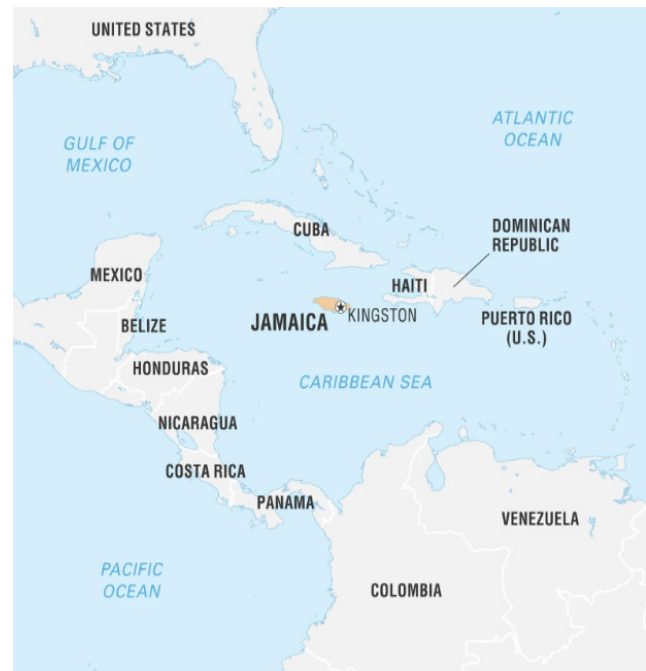 UNITED STATES
ATLANTIC
OCEAN
GULF OF
MEXICO
DOMINICAN
REPUBLIC
CUBA
MEXICO
HAITI
JAMAICA
KINGSTON
PUERTO RICO
(U.S.)
BELIZE
HONDURAS
CARIBBEAN SEA
NICARAGUA
COSTA RICA
PANAMA
VENEZUELA
PACIFIC
OCEAN
COLOMBIA